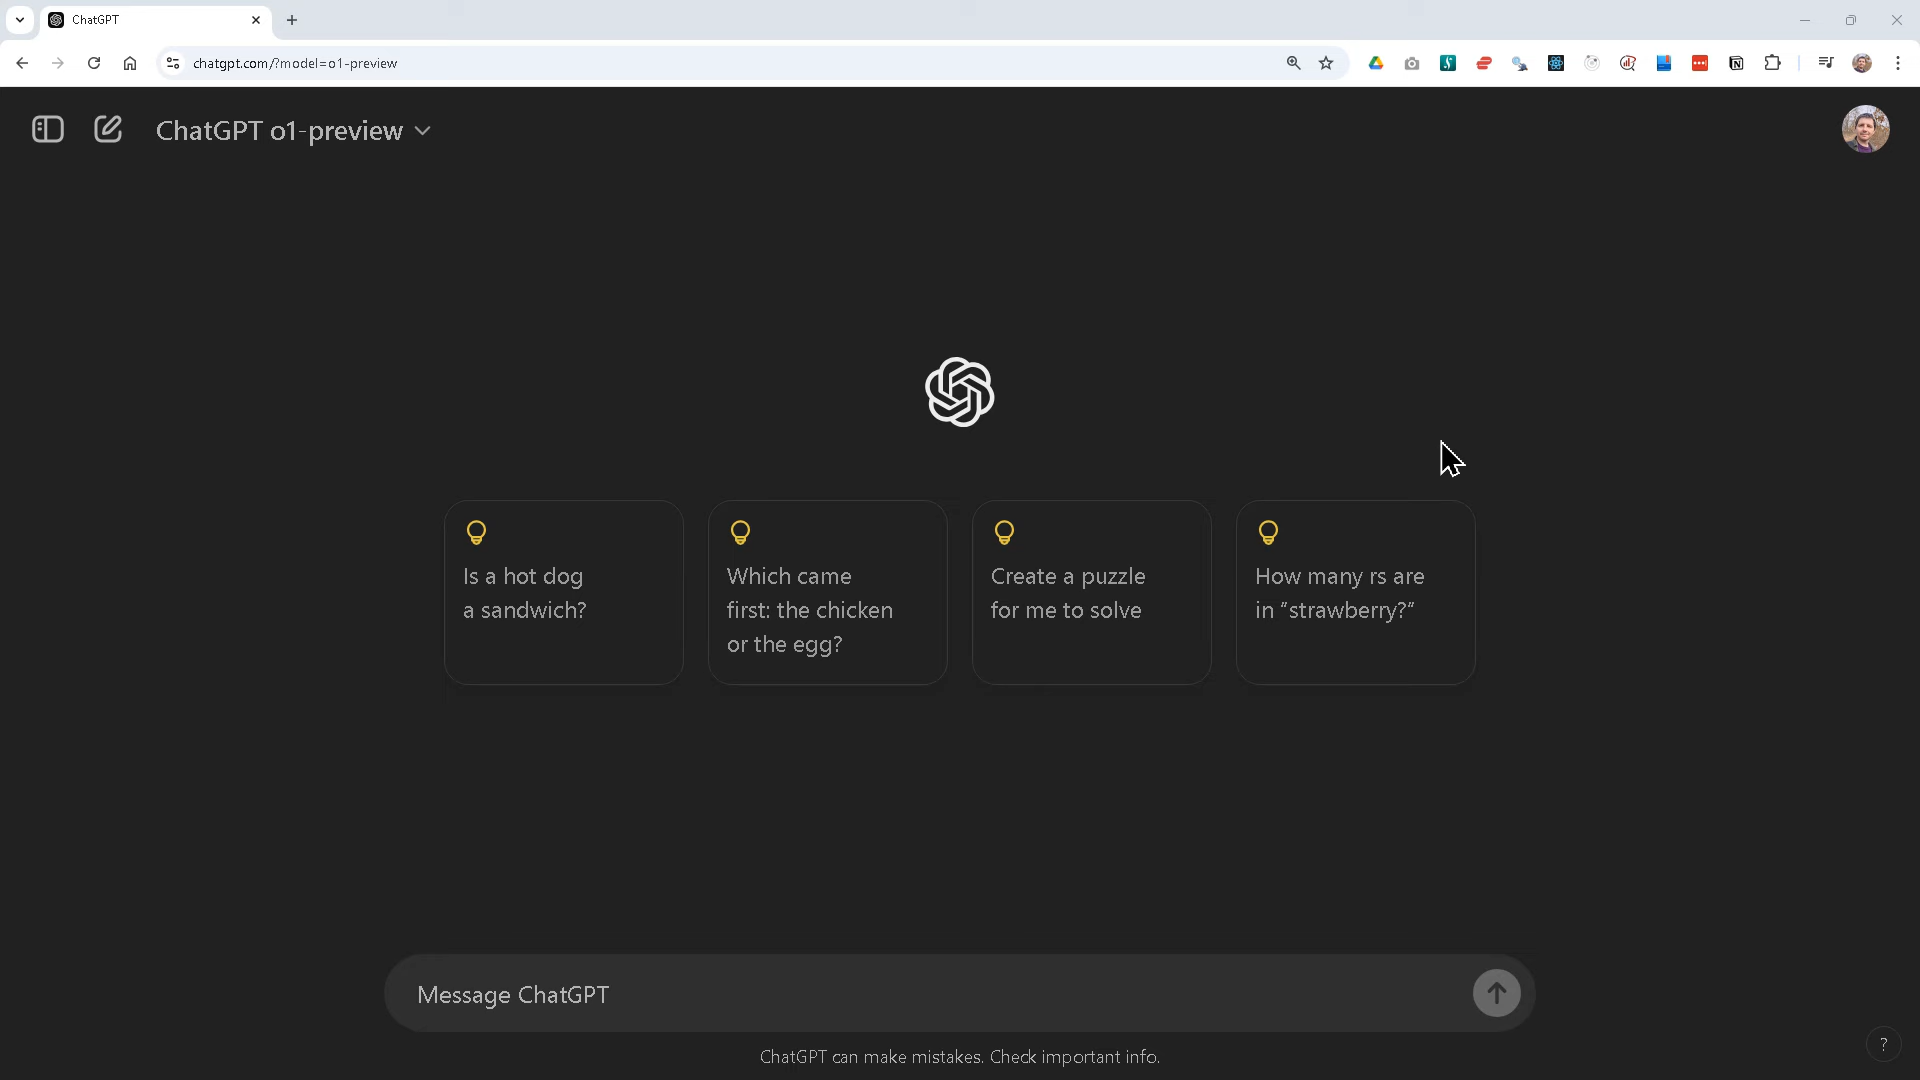 ChatGPT
chatgpt.com/?model=o1-preview
ChatGPT o1-preview
Is a hot dog
a sandwich?
Which came
first: the chicken
or the egg?
Create a puzzle
for me to solve
How many rs are
in “strawberry?”
Message ChatGPT
ChatGPT can make mistakes. Check important info.
?